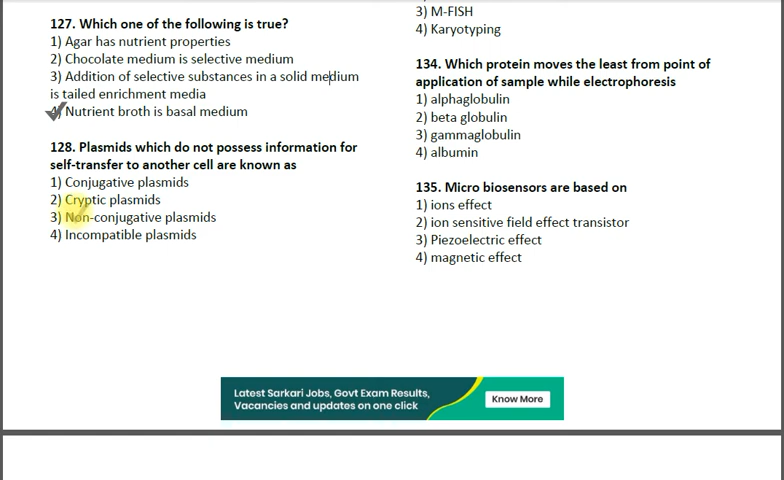 127. Which one of the following is true?
1) Agar has nutrient properties
2) Chocolate medium is selective medium
3) Addition of selective substances in a solid medium
is tailed enrichment media
4) Nutrient broth is basal medium
128. Plasmids which do not possess information for
self-transfer to another cell are known as
1) Conjugative plasmids
2) Cryptic plasmids
3) Non-conjugative plasmids
4) Incompatible plasmids
3) M-FISH
4) Karyotyping
134. Which protein moves the least from point of
application of sample while electrophoresis
1) alphaglobulin
2) beta globulin
3) gammaglobulin
4) albumin
135. Micro biosensors are based on
1) ions effect
2) ion sensitive field effect transistor
3) Piezoelectric effect
4) magnetic effect
Latest Sarkari Jobs, Govt Exam Results,
Vacancies and updates on one click
Know More